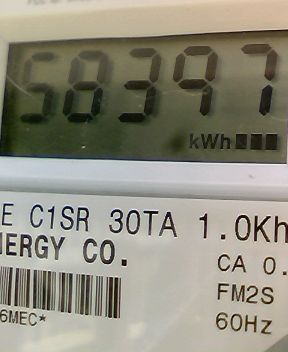 58397
kWh
E C1SR 30TA 1.0Kh
NERGY CO.
CA 0.
FM2S
6MEC*
60Hz